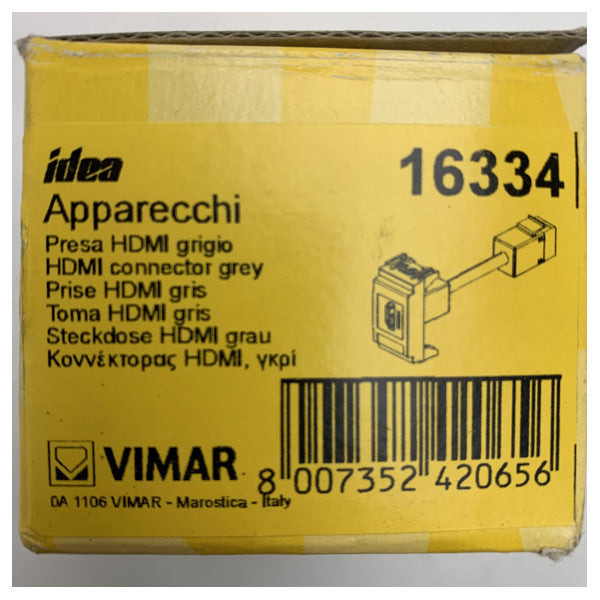 idea
16334
Apparecchi
Presa HDMI grigio
HDMI connector grey
Prise HDMI gris
Toma HDMI gris
Steckdose HDMI grau
Κοννέκτορας HDMI, γκρί
VIMAR
0A 1106 VIMAR - Marostica - Italy
8 007352 420656